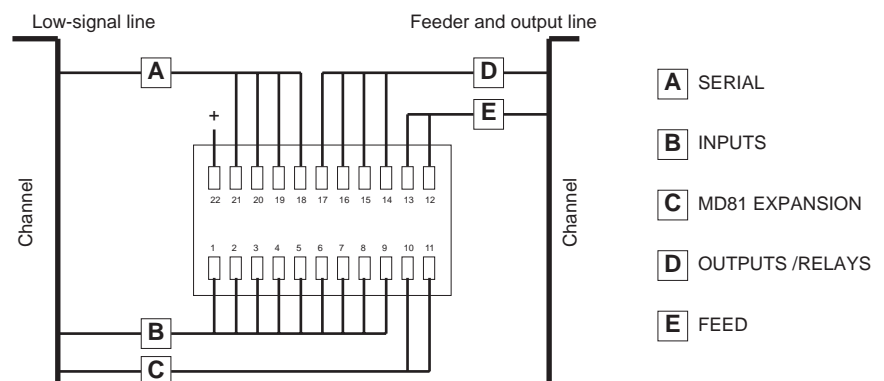 Low-signal line
Feeder and output line
A
D
E
+
22 21 20 19 18 17 16 15 14 13 12
1 2 3 4 5 6 7 8 9 10 11
B
C
Channel
Channel
A SERIAL
B INPUTS
C MD81 EXPANSION
D OUTPUTS /RELAYS
E FEED